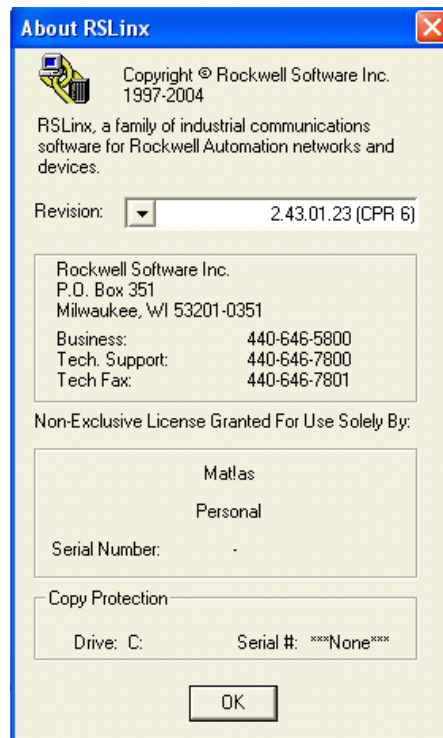 About RSLinx
Copyright © Rockwell Software Inc.
1997-2004
RSLinx, a family of industrial communications
software for Rockwell Automation networks and
devices.
Revision: 2.43.01.23 (CPR 6)
Rockwell Software Inc.
P.O. Box 351
Milwaukee, WI 53201-0351
Business: 440-646-5800
Tech. Support: 440-646-7800
Tech Fax: 440-646-7801
Non-Exclusive License Granted For Use Solely By:
Mat!as
Personal
Serial Number: -
Copy Protection
Drive: C: Serial #: ***None***
OK